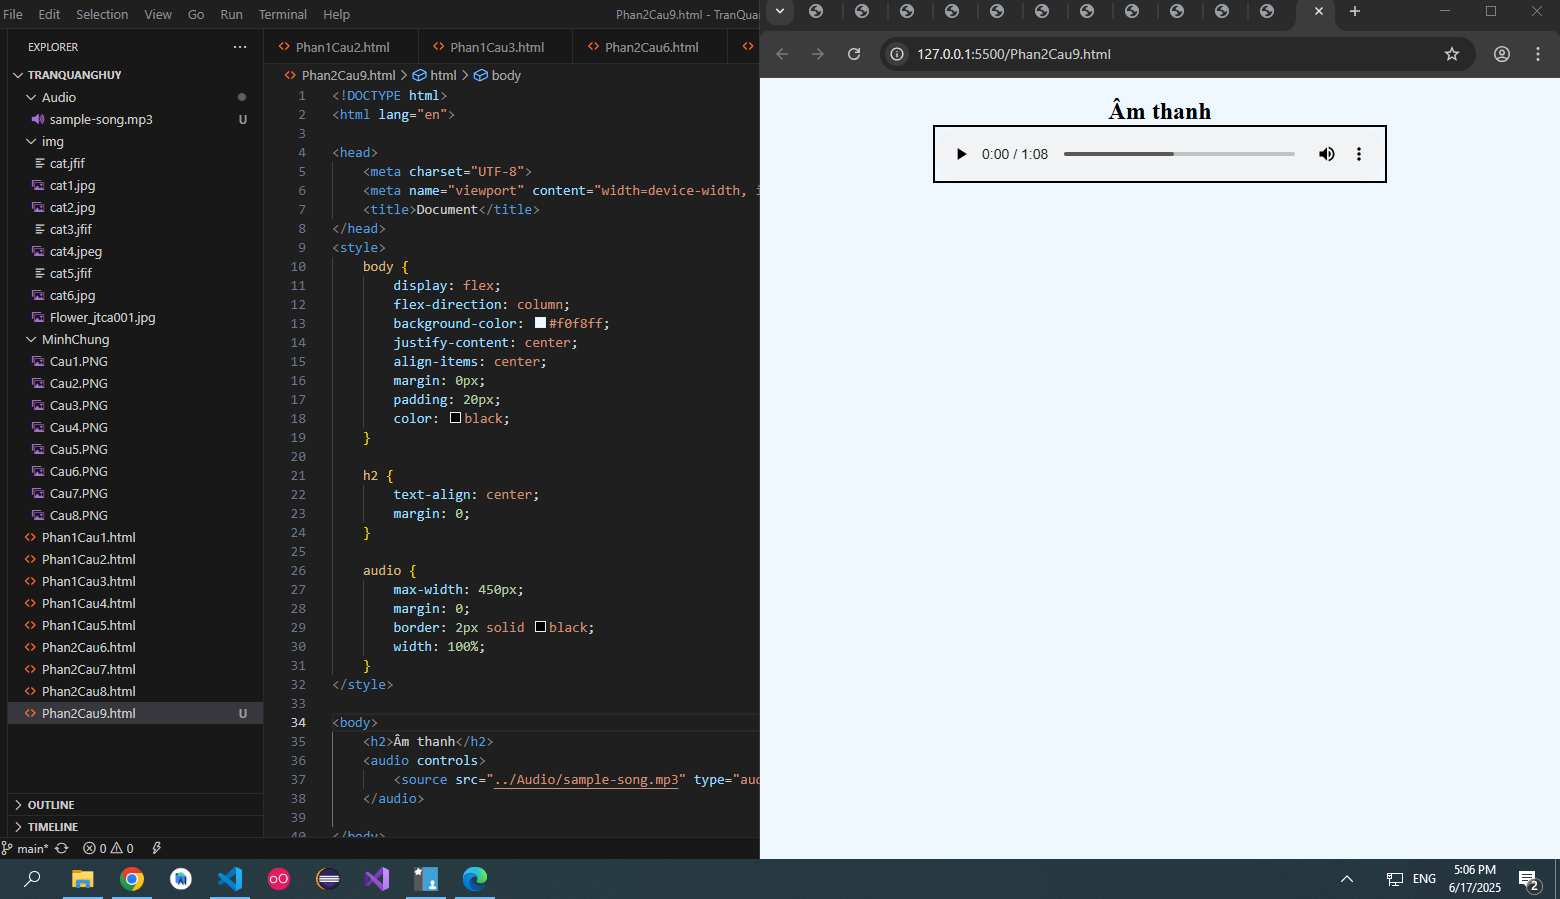 File Edit Selection View Go Run Terminal Help
Phan2Cau9.html - TranQuan
EXPLORER
TRANQUANGHUY
Audio
sample-song.mp3 U
img
cat.jfif
cat1.jpg
cat2.jpg
cat3.jfif
cat4.jpeg
cat5.jfif
cat6.jpg
Flower_jtca001.jpg
MinhChung
Cau1.PNG
Cau2.PNG
Cau3.PNG
Cau4.PNG
Cau5.PNG
Cau6.PNG
Cau7.PNG
Cau8.PNG
Phan1Cau1.html
Phan1Cau2.html
Phan1Cau3.html
Phan1Cau4.html
Phan1Cau5.html
Phan2Cau6.html
Phan2Cau7.html
Phan2Cau8.html
Phan2Cau9.html U
OUTLINE
TIMELINE
Phan1Cau2.html Phan1Cau3.html Phan2Cau6.html
Phan2Cau9.html > html > body
1 <!DOCTYPE html>
2 <html lang="en">
3
4 <head>
5 <meta charset="UTF-8">
6 <meta name="viewport" content="width=device-width, i
7 <title>Document</title>
8 </head>
9 <style>
10 body {
11 display: flex;
12 flex-direction: column;
13 background-color: #f0f8ff;
14 justify-content: center;
15 align-items: center;
16 margin: 0px;
17 padding: 20px;
18 color: black;
19 }
20
21 h2 {
22 text-align: center;
23 margin: 0;
24 }
25
26 audio {
27 max-width: 450px;
28 margin: 0;
29 border: 2px solid black;
30 width: 100%;
31 }
32 </style>
33
34 <body>
35 <h2>Âm thanh</h2>
36 <audio controls>
37 <source src="../Audio/sample-song.mp3" type="aud
38 </audio>
39
40 </body>
main* 0 0
127.0.0.1:5500/Phan2Cau9.html
Âm thanh
0:00 / 1:08
ENG
5:06 PM
6/17/2025
2